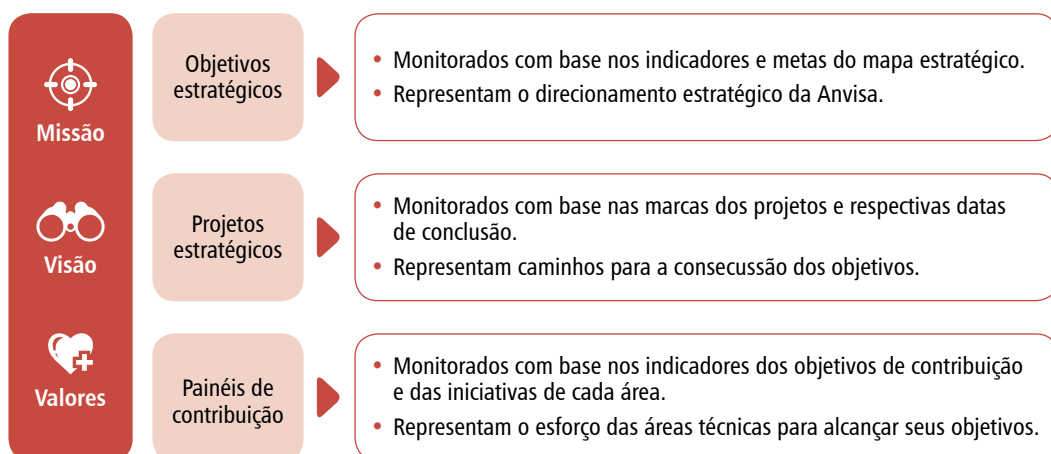 Missão
Visão
Valores
Objetivos
estratégicos
• Monitorados com base nos indicadores e metas do mapa estratégico.
• Representam o direcionamento estratégico da Anvisa.
Projetos
estratégicos
• Monitorados com base nas marcas dos projetos e respectivas datas
de conclusão.
• Representam caminhos para a consecussão dos objetivos.
Painéis de
contribuição
• Monitorados com base nos indicadores dos objetivos de contribuição
e das iniciativas de cada área.
• Representam o esforço das áreas técnicas para alcançar seus objetivos.